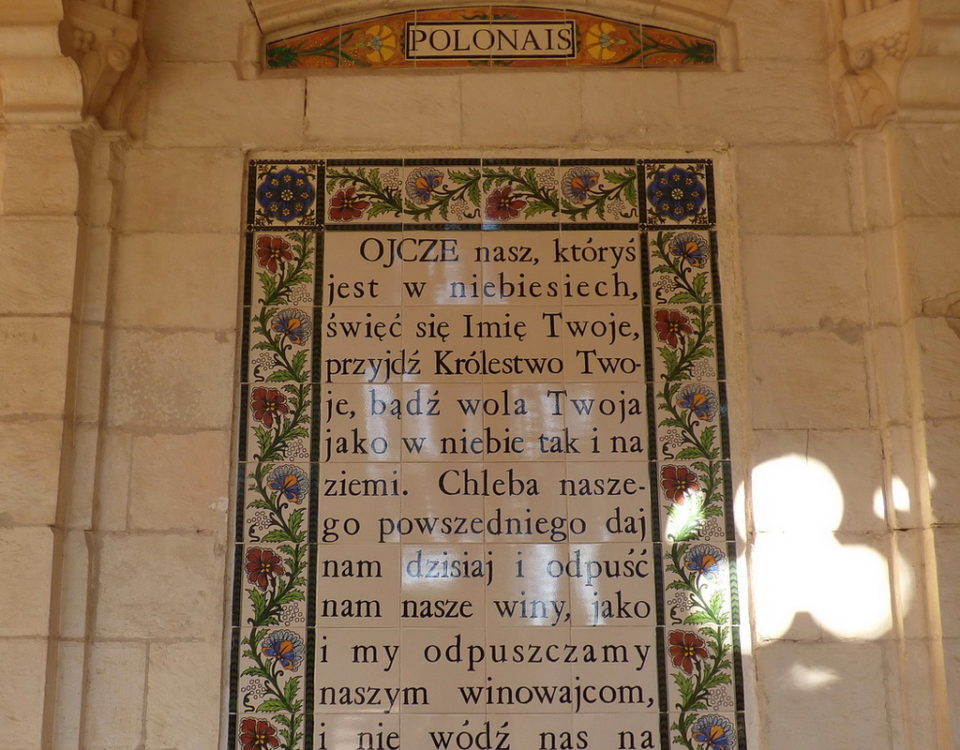 POLONAIS
OJCZE nasz, któryś
jest w niebiesiech,
święć się Imię Twoje,
przyjdź Królestwo Two-
je, bądź wola Twoja
jako w niebie tak i na
ziemi. Chleba nasze-
go powszedniego daj
nam dzisiaj i odpuść
nam nasze winy, jako
i my odpuszczamy
naszym winowajcom,
i nie wódź nas na